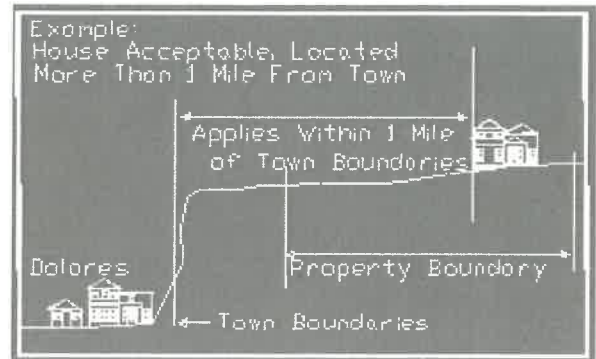 Example:
House Acceptable, Located
More Than 1 Mile From Town
Applies Within 1 Mile
of Town Boundaries
Dolores
Property Boundary
Town Boundaries